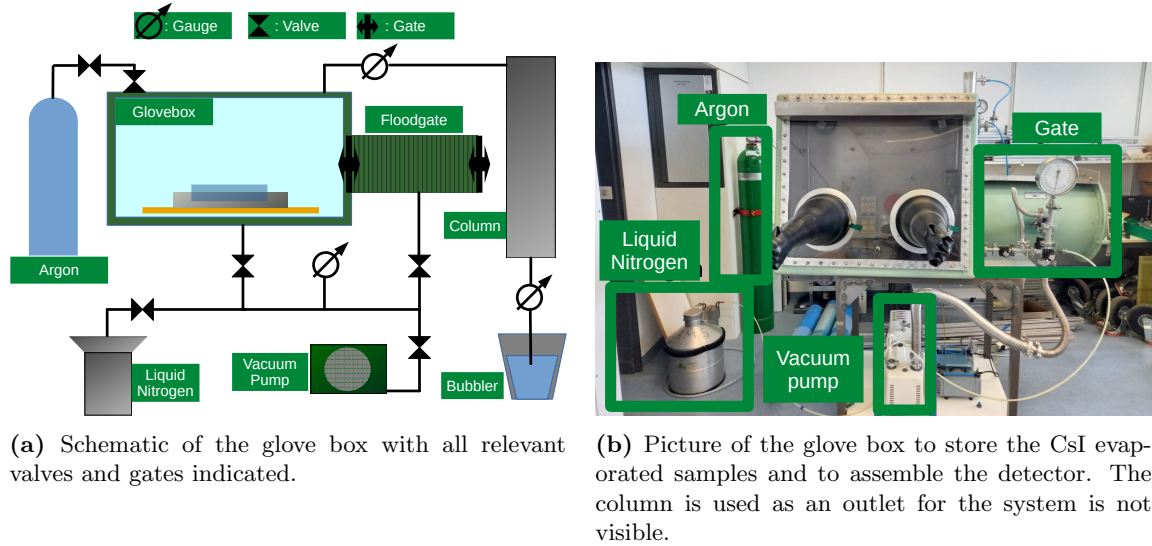 : Gauge
: Valve
: Gate
Glovebox
Floodgate
Argon
Column
Liquid
Nitrogen
Vacuum
Pump
Bubbler
Argon
Gate
Liquid
Nitrogen
Vacuum
pump
(a) Schematic of the glove box with all relevant
valves and gates indicated.
(b) Picture of the glove box to store the CsI evap-
orated samples and to assemble the detector. The
column is used as an outlet for the system is not
visible.